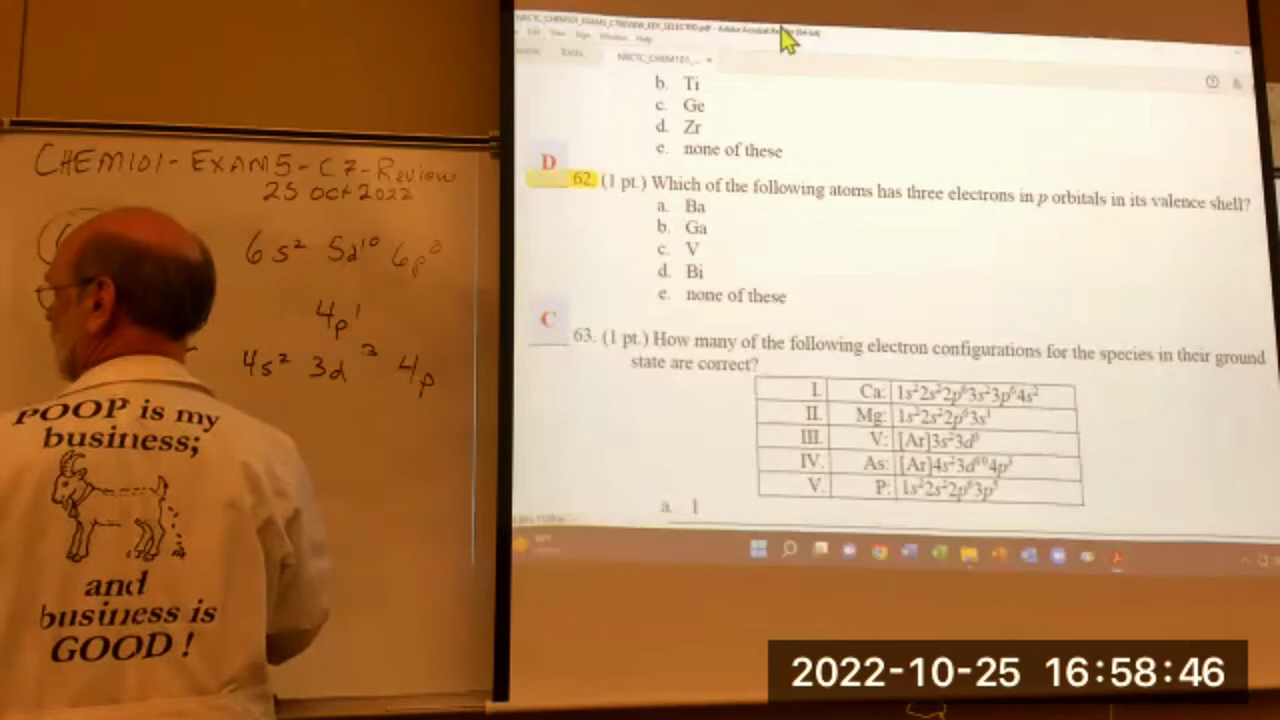 CHEM101-EXAM5-C7-Review
25 Oct 2022
6s² 5d¹⁰ 6p⁰
4p¹
4s² 3d³ 4p
POOP is my
business;
and
business is
GOOD!
Tools
b. Ti
c. Ge
d. Zr
e. none of these
D
62. (1 pt.) Which of the following atoms has three electrons in p orbitals in its valence shell?
a. Ba
b. Ga
c. V
d. Bi
e. none of these
C
63. (1 pt.) How many of the following electron configurations for the species in their ground
state are correct?
I. Ca: 1s²2s²2p⁶3s²3p⁶4s²
II. Mg: 1s²2s²2p⁶3s¹
III. V: [Ar]3s²3d³
IV. As: [Ar]4s²3d¹⁰4p³
V. P: 1s²2s²2p⁶3p⁵
a. 1
2022-10-25 16:58:46